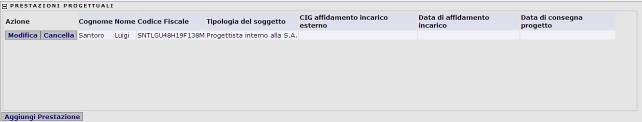 PRESTAZIONI PROGETTUALI
Azione Cognome Nome Codice Fiscale Tipologia del soggetto CIG affidamento incarico esterno Data di affidamento incarico Data di consegna progetto
Modifica Cancella Santoro Luigi SNTLGU48H19F138M Progettista interno alla S.A.
Aggiungi Prestazione